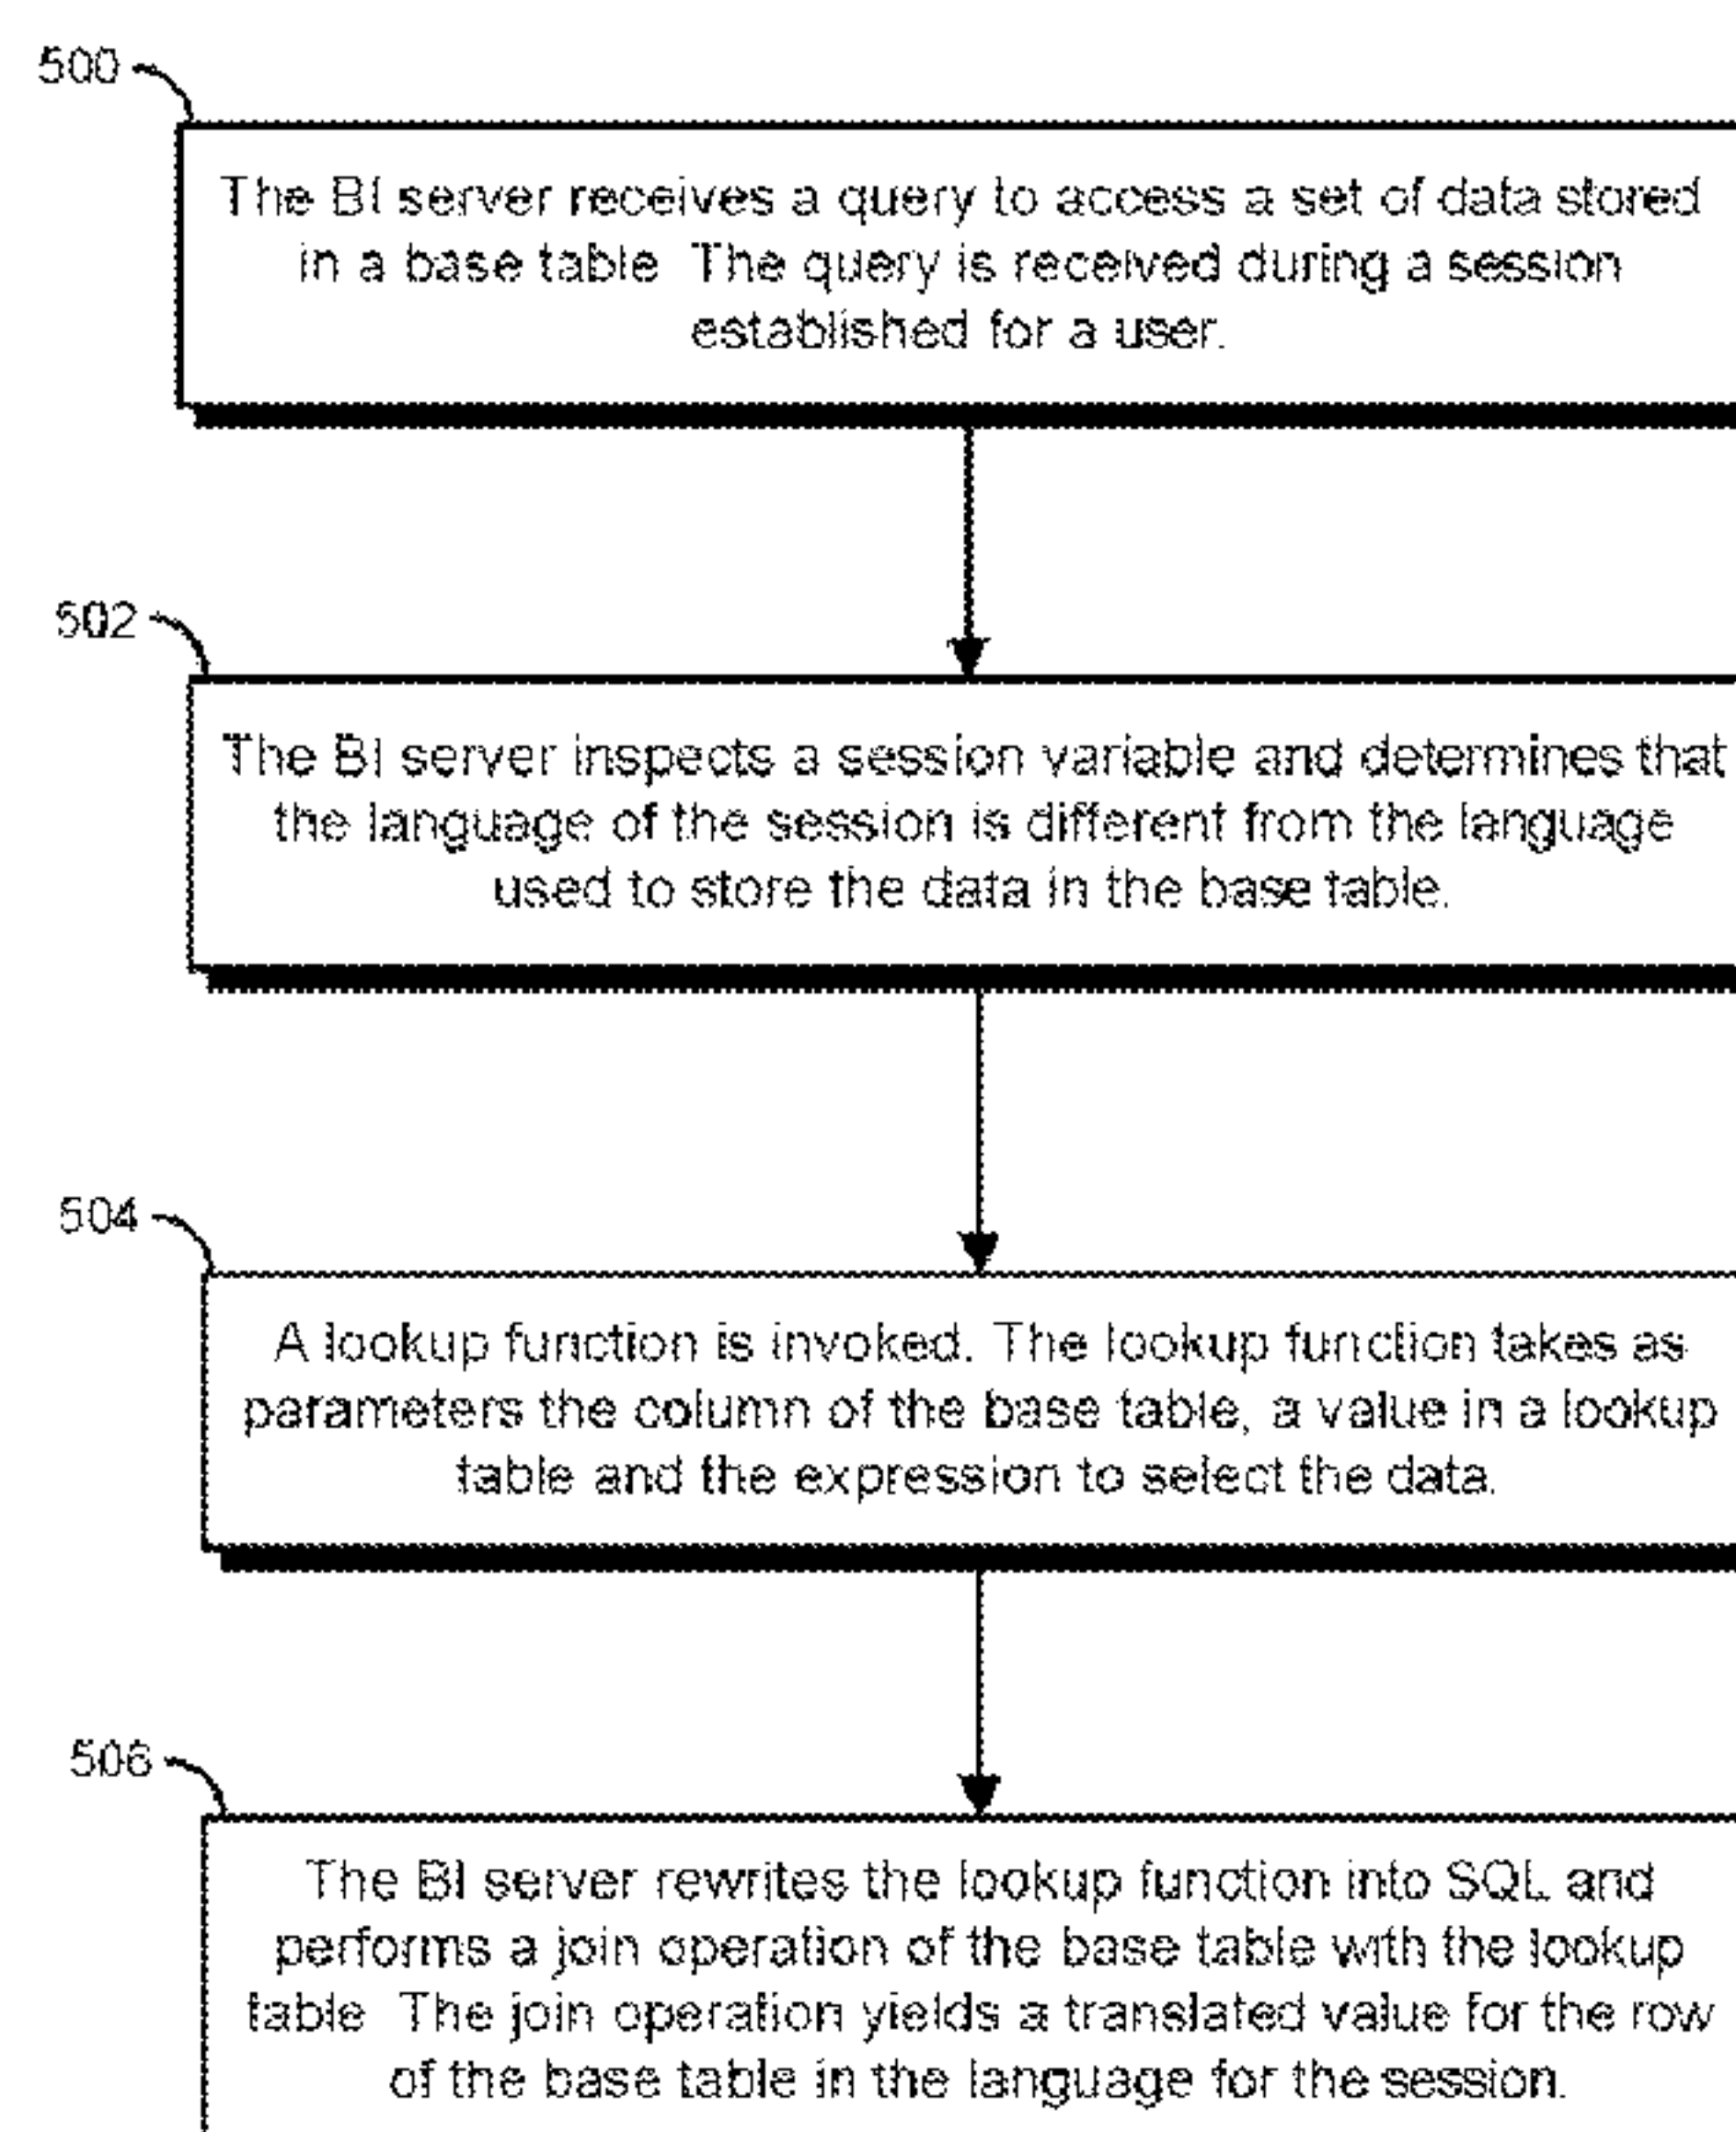 500
The BI server receives a query to access a set of data stored
in a base table The query is received during a session
established for a user.
502
The BI server inspects a session variable and determines that
the language of the session is different from the language
used to store the data in the base table.
504
A lookup function is invoked. The lookup function takes as
parameters the column of the base table, a value in a lookup
table and the expression to select the data.
506
The BI server rewrites the lookup function into SQL and
performs a join operation of the base table with the lookup
table The join operation yields a translated value for the row
of the base table in the language for the session.